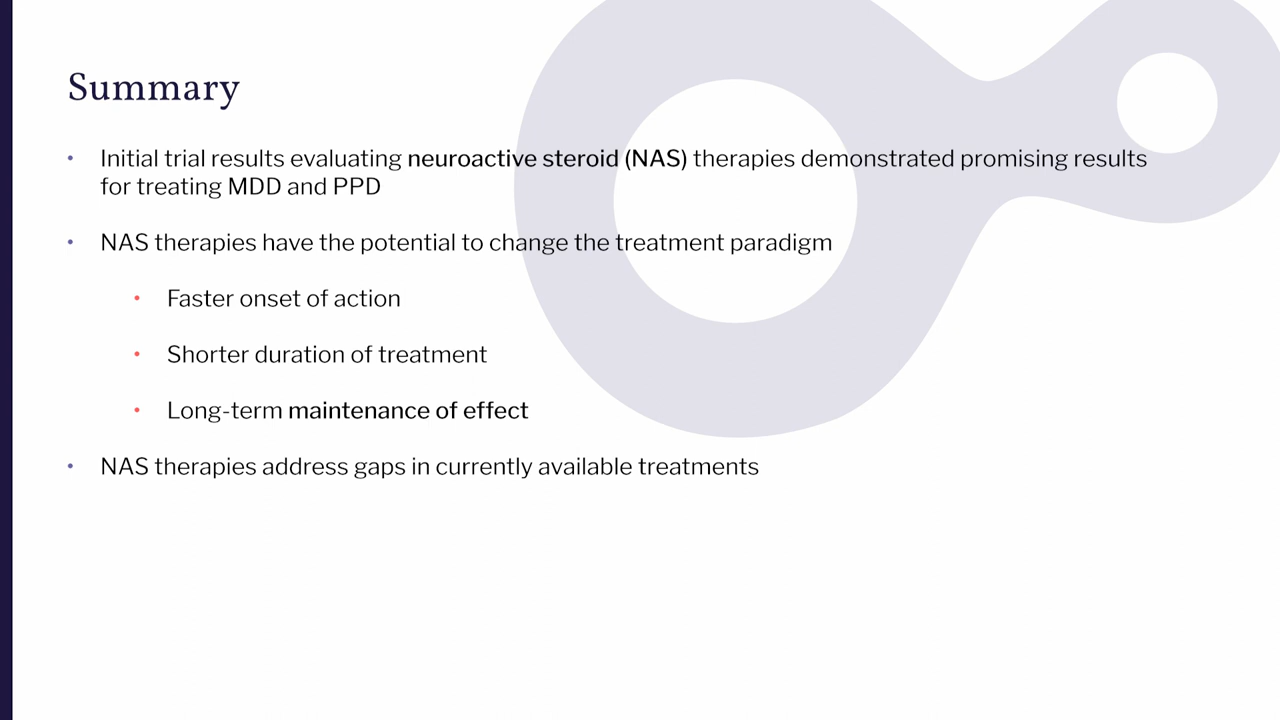 Summary
• Initial trial results evaluating neuroactive steroid (NAS) therapies demonstrated promising results
for treating MDD and PPD
• NAS therapies have the potential to change the treatment paradigm
• Faster onset of action
• Shorter duration of treatment
• Long-term maintenance of effect
• NAS therapies address gaps in currently available treatments